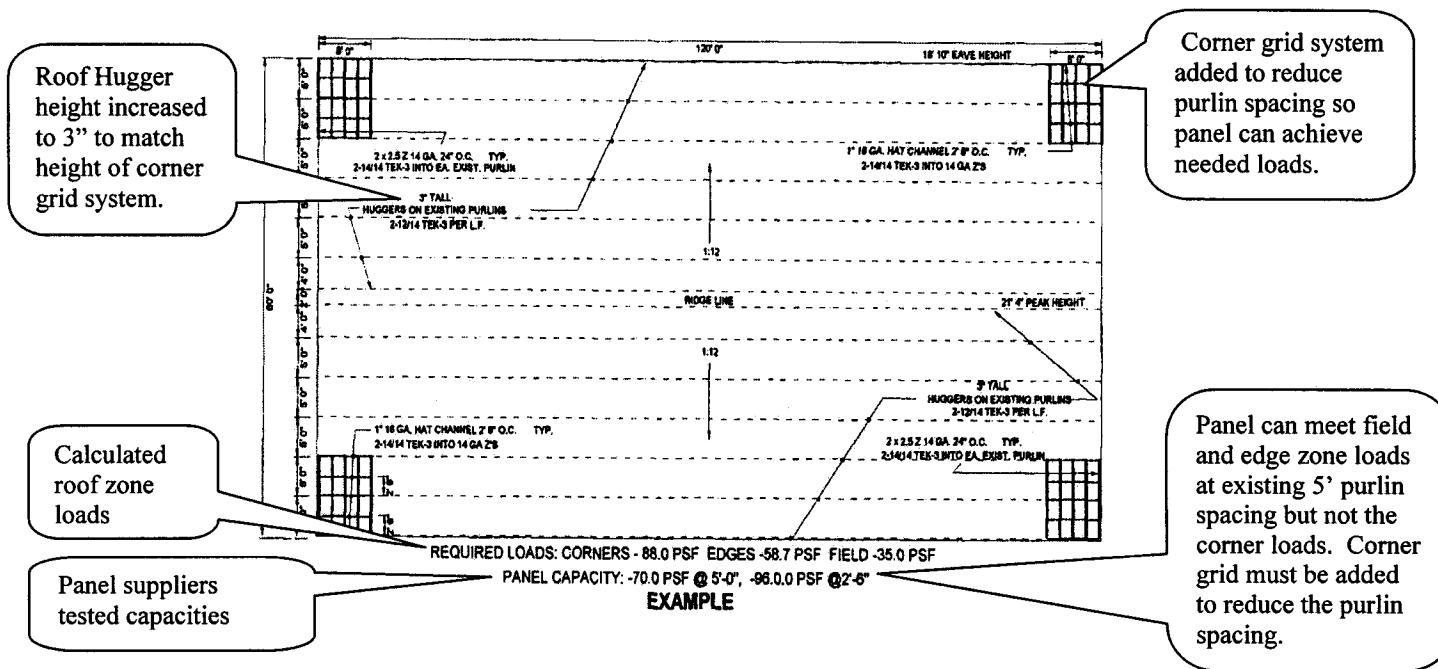 Roof Hugger
height increased
to 3” to match
height of corner
grid system.
Corner grid system
added to reduce
purlin spacing so
panel can achieve
needed loads.
120' 0"
18' 10" EAVE HEIGHT
2 x 2.5 Z 14 GA. 24" O.C. TYP.
2-14/14 TEK-3 INTO EA. EXIST. PURLIN
1" 16 GA. HAT CHANNEL 2' 6" O.C. TYP.
2-14/14 TEK-3 INTO 14 GA Z'S
3" TALL
HUGGERS ON EXISTING PURLINS
2-12/14 TEK-3 PER L.F.
1:12
RIDGE LINE
21' 4" PEAK HEIGHT
1:12
3" TALL
HUGGERS ON EXISTING PURLINS
2-12/14 TEK-3 PER L.F.
1" 16 GA. HAT CHANNEL 2' 6" O.C. TYP.
2-14/14 TEK-3 INTO 14 GA Z'S
2 x 2.5 Z 14 GA. 24" O.C. TYP.
2-14/14 TEK-3 INTO EA. EXIST. PURLIN
Calculated
roof zone
loads
Panel can meet field
and edge zone loads
at existing 5’ purlin
spacing but not the
corner loads. Corner
grid must be added
to reduce the purlin
spacing.
REQUIRED LOADS: CORNERS - 88.0 PSF EDGES -58.7 PSF FIELD -35.0 PSF
PANEL CAPACITY: -70.0 PSF @ 5'-0", -96.0.0 PSF @2'-6"
EXAMPLE
Panel suppliers
tested capacities